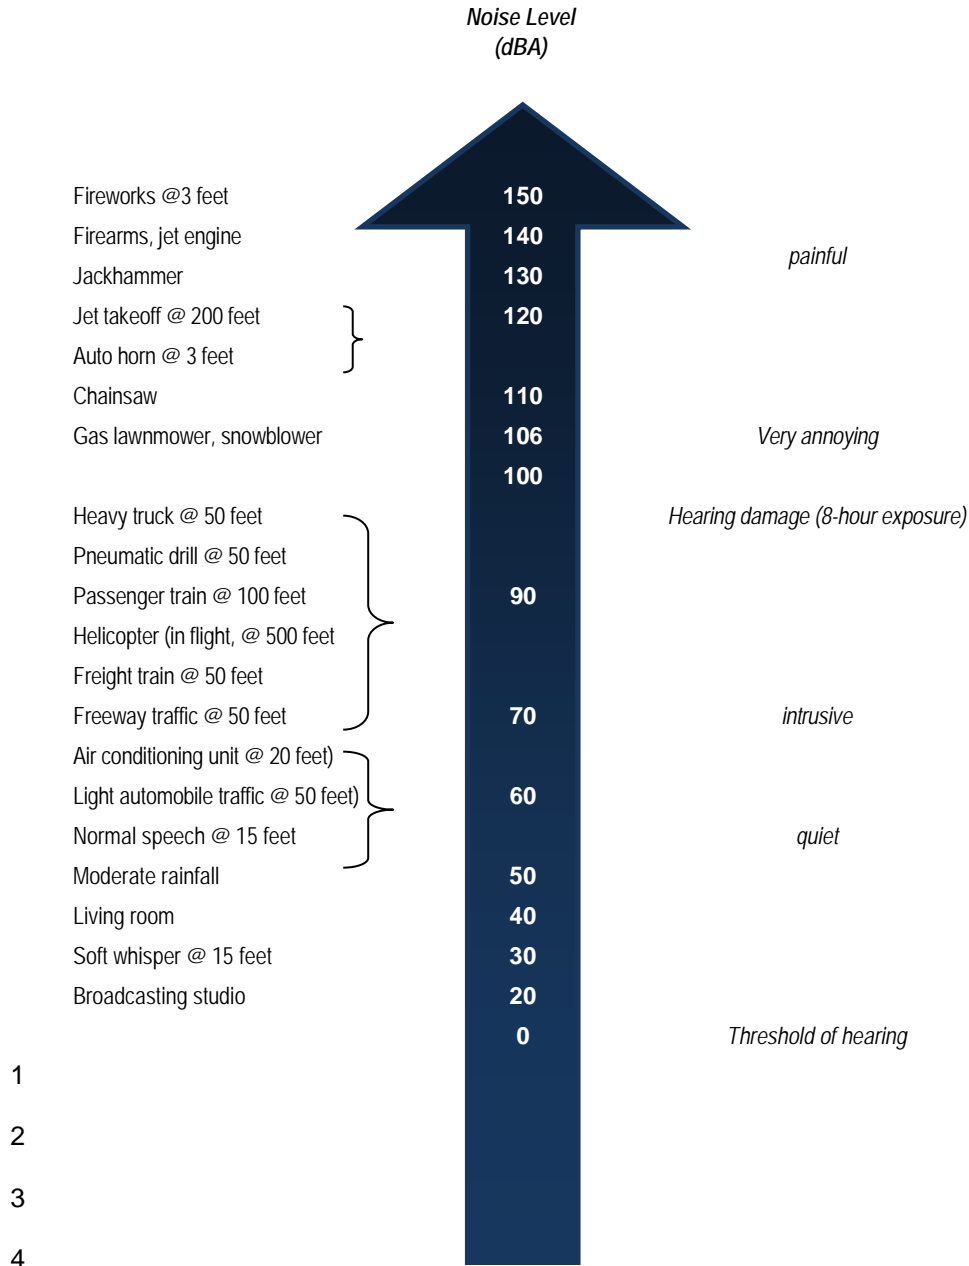 Noise Level
(dBA)
Fireworks @3 feet 150
Firearms, jet engine 140
painful
Jackhammer 130
Jet takeoff @ 200 feet 120
Auto horn @ 3 feet
Chainsaw 110
Gas lawnmower, snowblower 106 Very annoying
100
Heavy truck @ 50 feet Hearing damage (8-hour exposure)
Pneumatic drill @ 50 feet
Passenger train @ 100 feet 90
Helicopter (in flight, @ 500 feet
Freight train @ 50 feet
Freeway traffic @ 50 feet 70 intrusive
Air conditioning unit @ 20 feet)
Light automobile traffic @ 50 feet) 60
Normal speech @ 15 feet quiet
Moderate rainfall 50
Living room 40
Soft whisper @ 15 feet 30
Broadcasting studio 20
0 Threshold of hearing
1
2
3
4